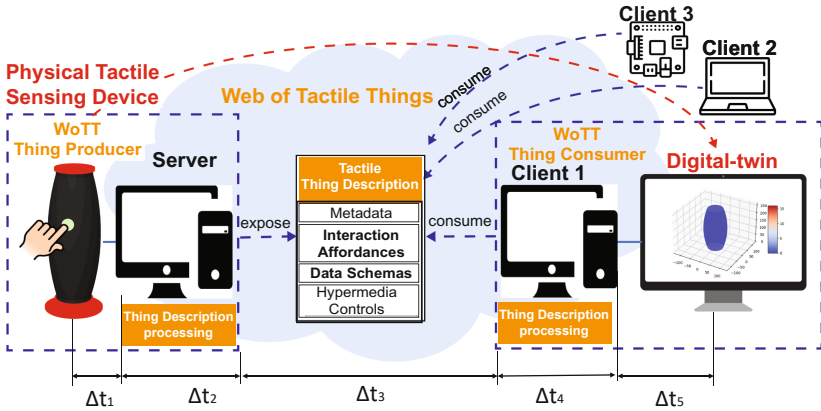 Client 3
Client 2
Physical Tactile
Sensing Device
Web of Tactile Things
consume
consume
WoTT
Thing Producer
Server
Tactile
Thing Description
Metadata
Interaction
Affordances
Data Schemas
Hypermedia
Controls
expose
consume
WoTT
Thing Consumer
Client 1
Digital-twin
Thing Description
processing
Thing Description
processing
Δt1
Δt2
Δt3
Δt4
Δt5